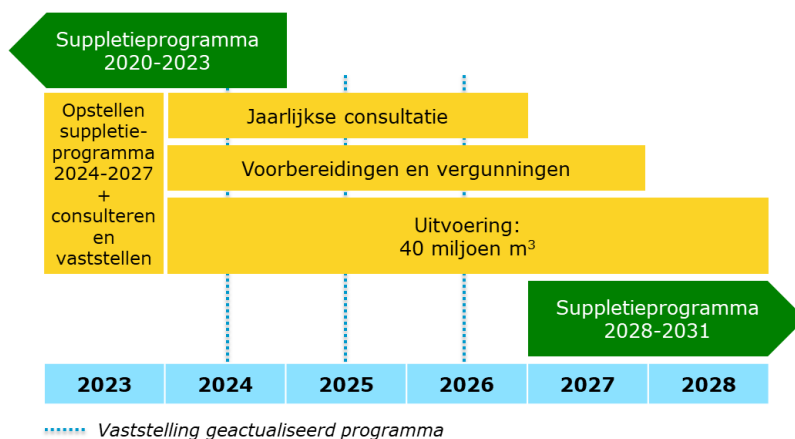 Suppletieprogramma
2020-2023
Opstellen
suppletie-
programma
2024-2027
+
consulteren
en
vaststellen
Jaarlijkse consultatie
Voorbereidingen en vergunningen
Uitvoering:
40 miljoen m³
Suppletieprogramma
2028-2031
2023 2024 2025 2026 2027 2028
Vaststelling geactualiseerd programma